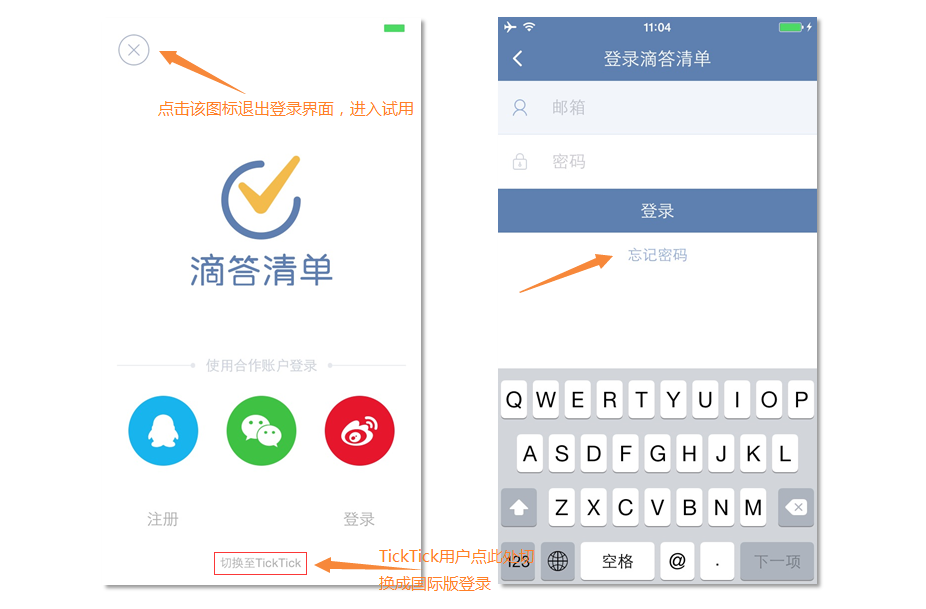 点击该图标退出登录界面，进入试用
滴答清单
使用合作账户登录
注册
登录
切换至TickTick
TickTick用户点此处切
换成国际版登录
11:04
登录滴答清单
邮箱
密码
登录
忘记密码
Q W E R T Y U I O P
A S D F G H J K L
Z X C V B N M
123 空格 @ . 下一项